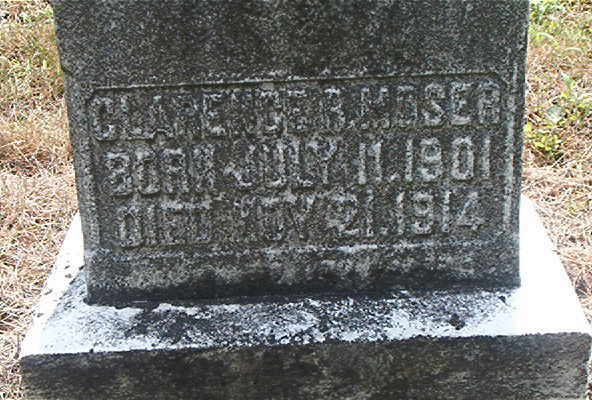 CLARENCE R. MOSER
BORN JULY 11. 1901
DIED NOV. 21. 1914